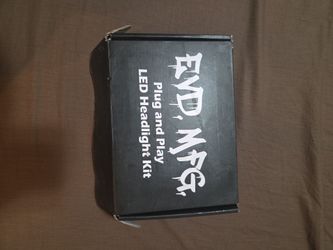 EVD. MFG.
Plug and Play
LED Headlight Kit